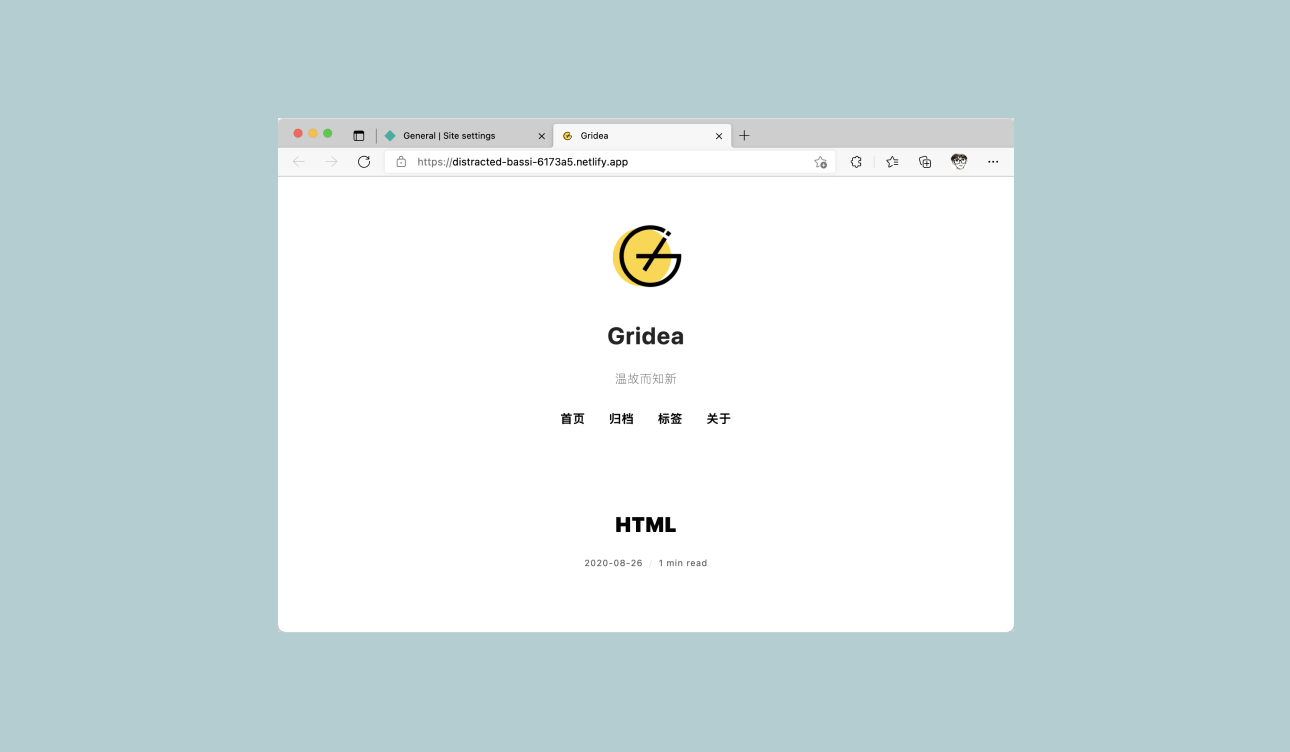 General | Site settings
Gridea
https://distracted-bassi-6173a5.netlify.app
Gridea
温故而知新
首页 归档 标签 关于
HTML
2020-08-26 / 1 min read